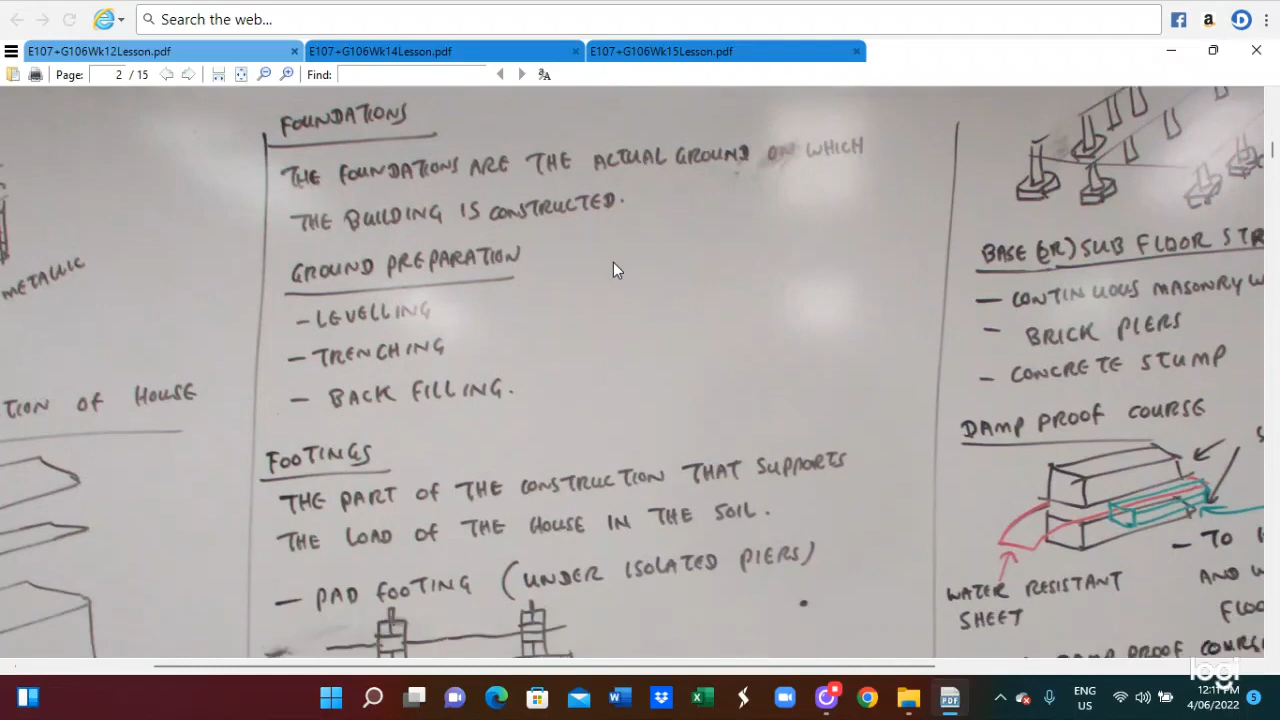 Search the web...
E107+G106Wk12Lesson.pdf
E107+G106Wk14Lesson.pdf
E107+G106Wk15Lesson.pdf
Page: 2 / 15
Find:
METALLIC
TION OF HOUSE
FOUNDATIONS
THE FOUNDATIONS ARE THE ACTUAL GROUND ON WHICH
THE BUILDING IS CONSTRUCTED.
GROUND PREPARATION
- LEVELLING
- TRENCHING
- BACK FILLING.
FOOTINGS
THE PART OF THE CONSTRUCTION THAT SUPPORTS
THE LOAD OF THE HOUSE IN THE SOIL.
- PAD FOOTING (UNDER ISOLATED PIERS)
BASE (OR) SUB FLOOR STR
- CONTINUOUS MASONRY W
- BRICK PIERS
- CONCRETE STUMP
DAMP PROOF COURSE
S
WATER RESISTANT
SHEET
- TO
AND W
FLOO
DAMP PROOF COURSE
logi
ENG
US
12:11 PM
4/06/2022
5